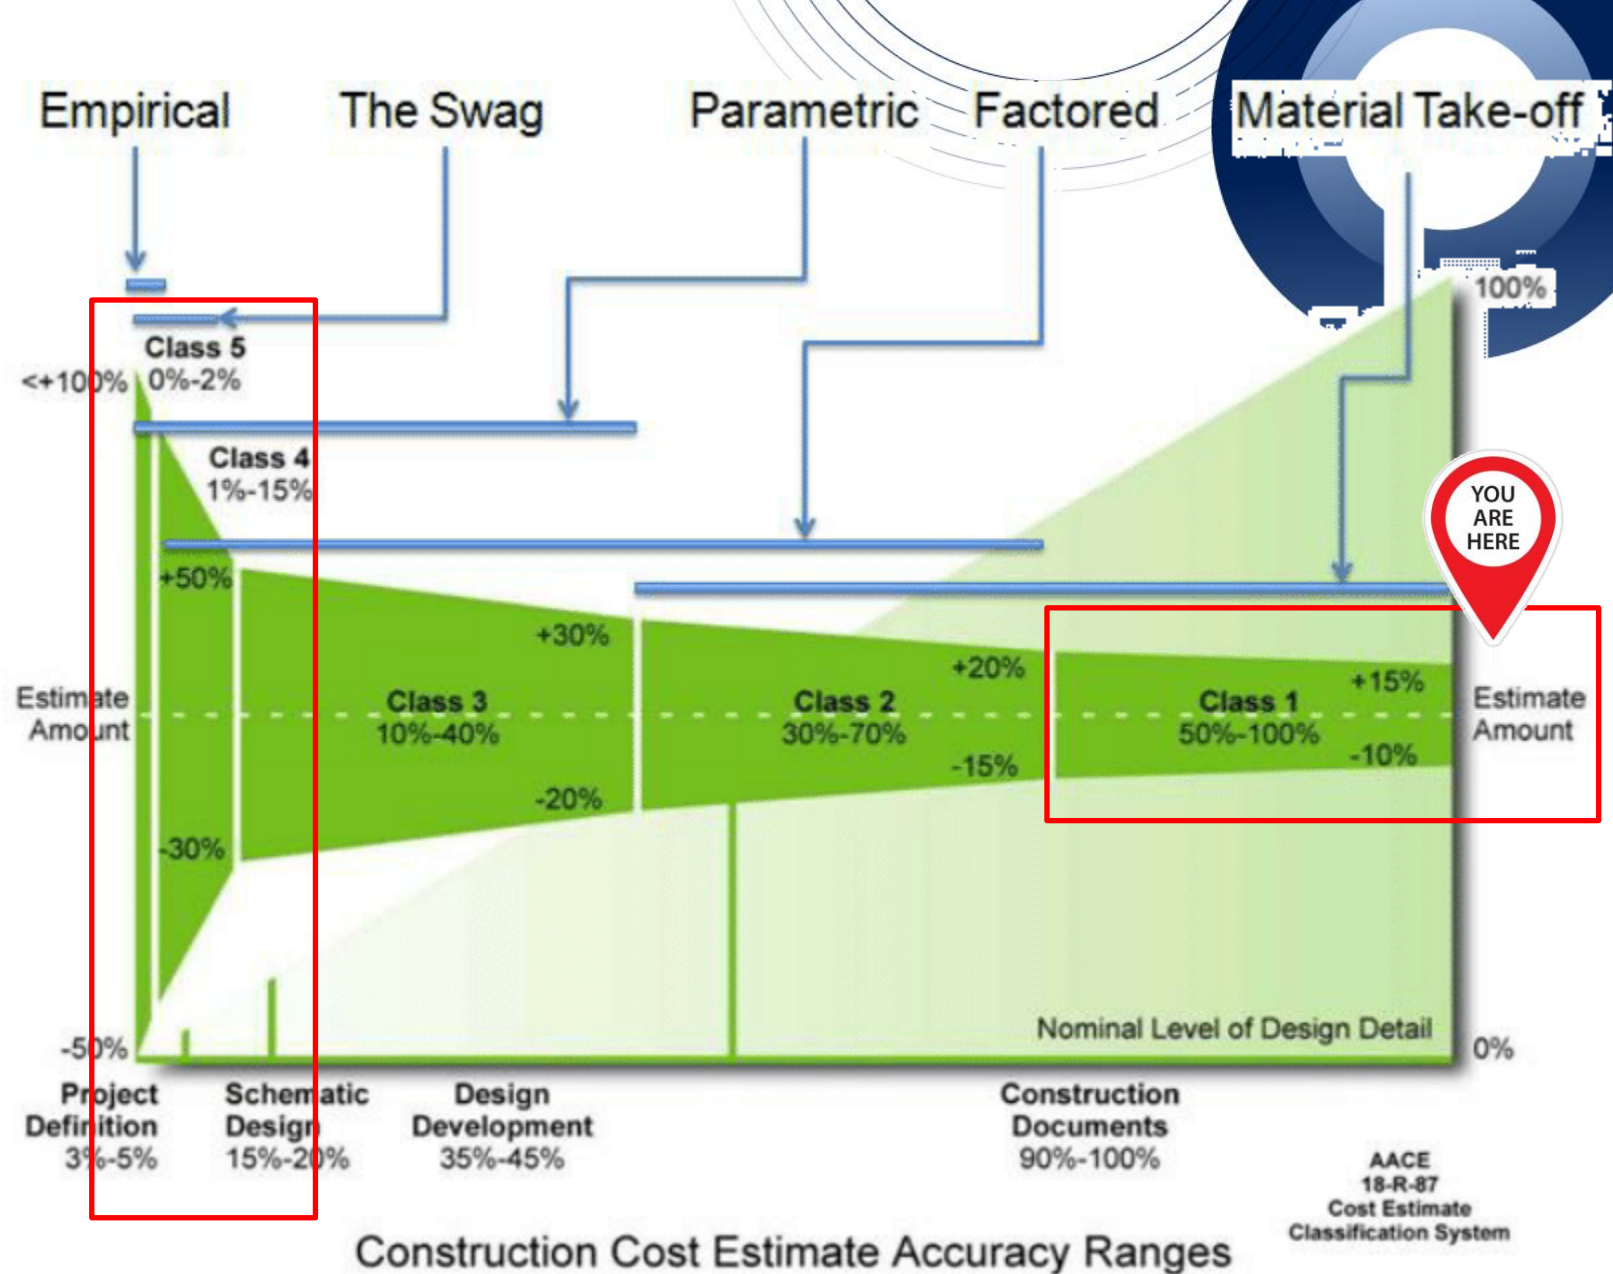 Empirical
The Swag
Parametric
Factored
Material Take-off
100%
Class 5
0%-2%
<+100%
Class 4
1%-15%
YOU
ARE
HERE
+50%
+30%
+20%
+15%
Estimate
Amount
Class 3
10%-40%
Class 2
30%-70%
Class 1
50%-100%
Estimate
Amount
-10%
-15%
-20%
-30%
Nominal Level of Design Detail
-50%
0%
Project
Definition
3%-5%
Schematic
Design
15%-20%
Design
Development
35%-45%
Construction
Documents
90%-100%
AACE
18-R-87
Cost Estimate
Classification System
Construction Cost Estimate Accuracy Ranges